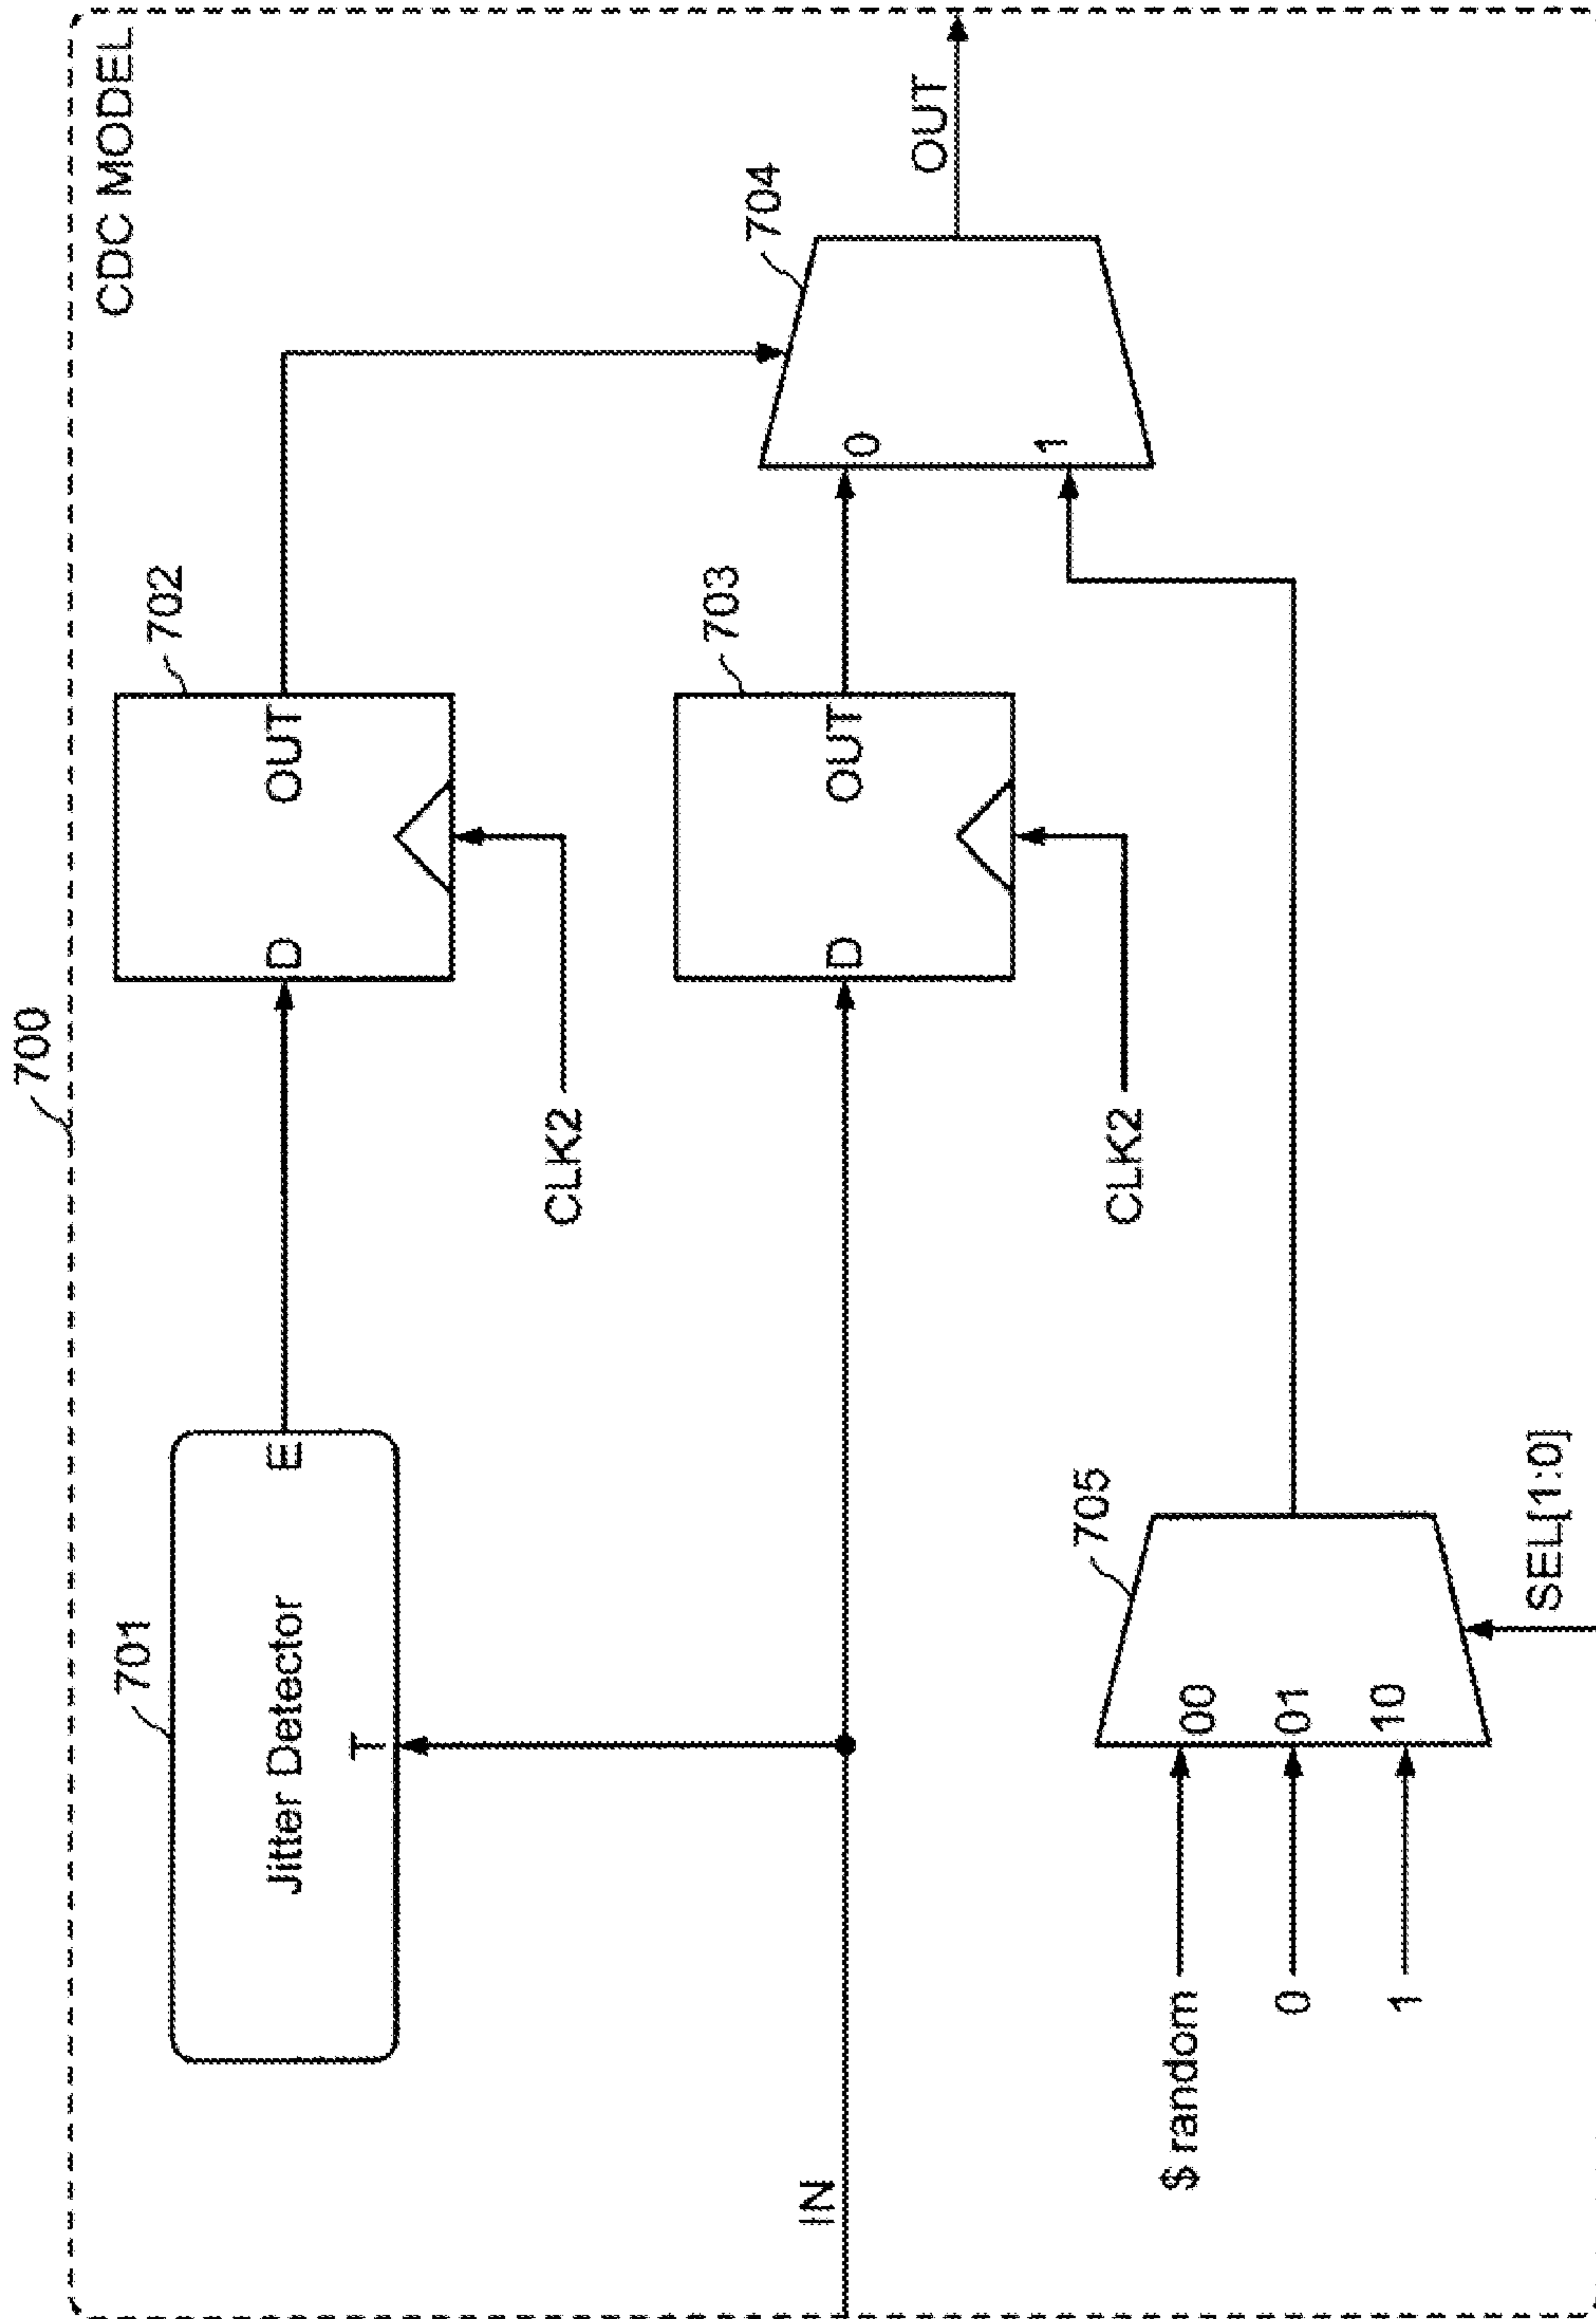 700
CDC MODEL
701
Jitter Detector
T
E
702
D
OUT
CLK2
IN
703
D
OUT
CLK2
704
0
1
OUT
705
$ random
00
0
01
1
10
SEL[1:0]